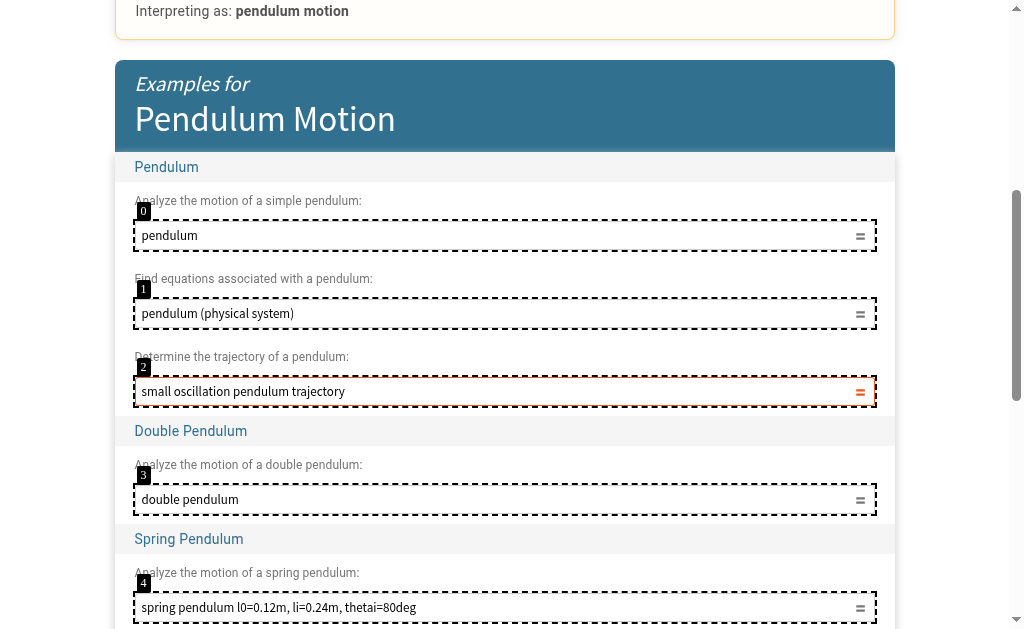 Interpreting as: pendulum motion
Examples for
Pendulum Motion
Pendulum
Analyze the motion of a simple pendulum:
0
pendulum
=
Find equations associated with a pendulum:
1
pendulum (physical system)
=
Determine the trajectory of a pendulum:
2
small oscillation pendulum trajectory
=
Double Pendulum
Analyze the motion of a double pendulum:
3
double pendulum
=
Spring Pendulum
Analyze the motion of a spring pendulum:
4
spring pendulum l0=0.12m, li=0.24m, thetai=80deg
=